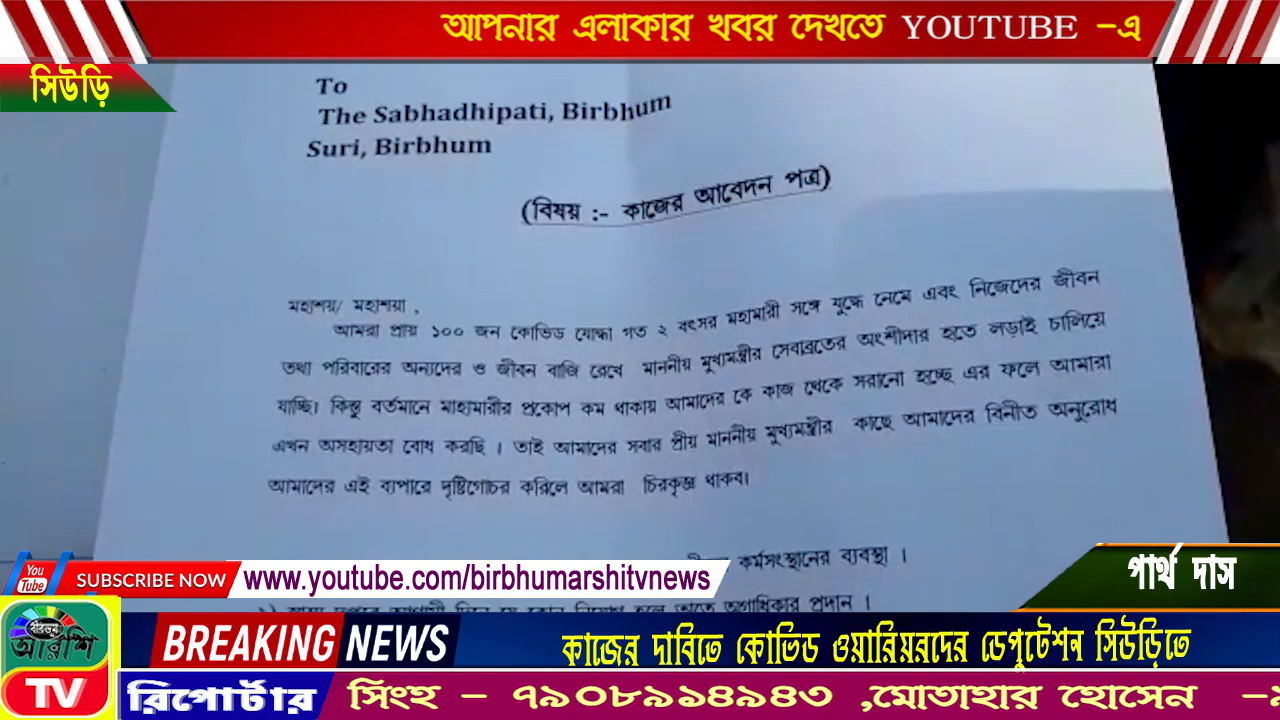 আপনার এলাকার খবর দেখতে YOUTUBE -এ
সিউড়ি
To
The Sabhadhipati, Birbhum
Suri, Birbhum
(বিষয় :- কাজের আবেদন পত্র)
মহাশয়/ মহাশয়া ,
আমরা প্রায় ১০০ জন কোভিড যোদ্ধা গত ২ বৎসর মহামারী সঙ্গে যুদ্ধে নেমে এবং নিজেদের জীবন
তথা পরিবারের অন্যদের ও জীবন বাজি রেখে মাননীয় মুখ্যমন্ত্রীর সেবাব্রতের অংশীদার হতে লড়াই চালিয়ে
যাচ্ছি। কিন্তু বর্তমানে মাহামারীর প্রকোপ কম থাকায় আমাদের কে কাজ থেকে সরানো হচ্ছে এর ফলে আমারা
এখন অসহায়তা বোধ করছি । তাই আমাদের সবার প্রীয় মাননীয় মুখ্যমন্ত্রীর কাছে আমাদের বিনীত অনুরোধ
আমাদের এই ব্যপারে দৃষ্টিগোচর করিলে আমরা চিরকৃজ্ঞ থাকব।
কর্মসংস্থানের ব্যবস্থা ।
You Tube SUBSCRIBE NOW www.youtube.com/birbhumarshitvnews
পার্থ দাস
বীরভূম আরশি TV
BREAKING NEWS কাজের দাবিতে কোভিড ওয়ারিয়রদের ডেপুটেশন সিউড়িতে
রিপোর্টার সিংহ - ৭৯০৮৯১৪৯৪৩ ,মোতাহার হোসেন